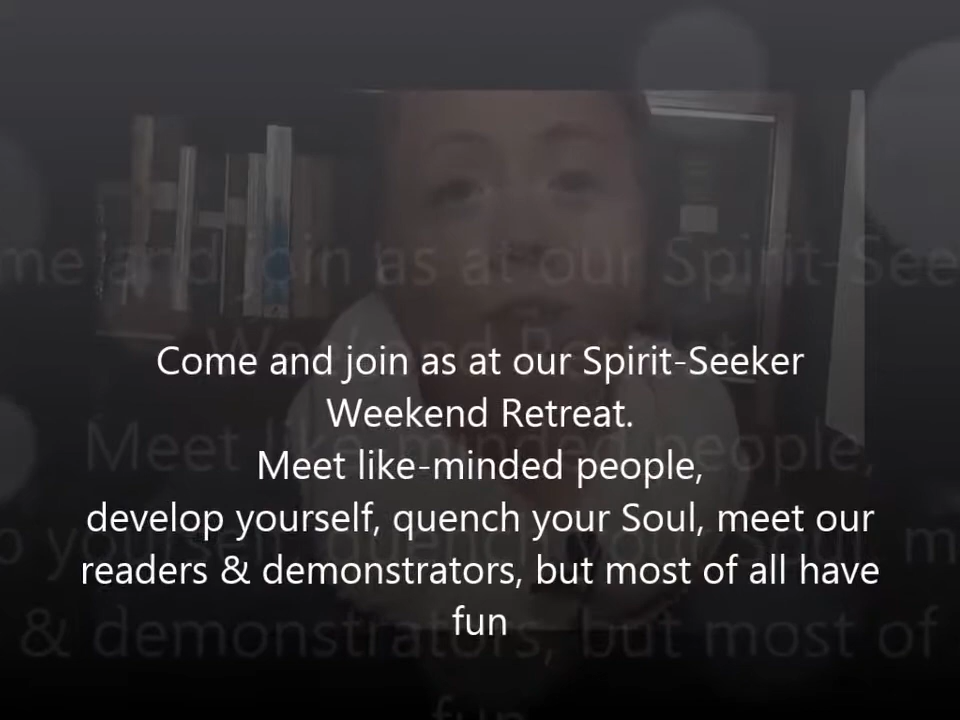 Come and join as at our Spirit-Seeker
Weekend Retreat.
Meet like-minded people,
develop yourself, quench your Soul, meet our
readers & demonstrators, but most of all have
fun